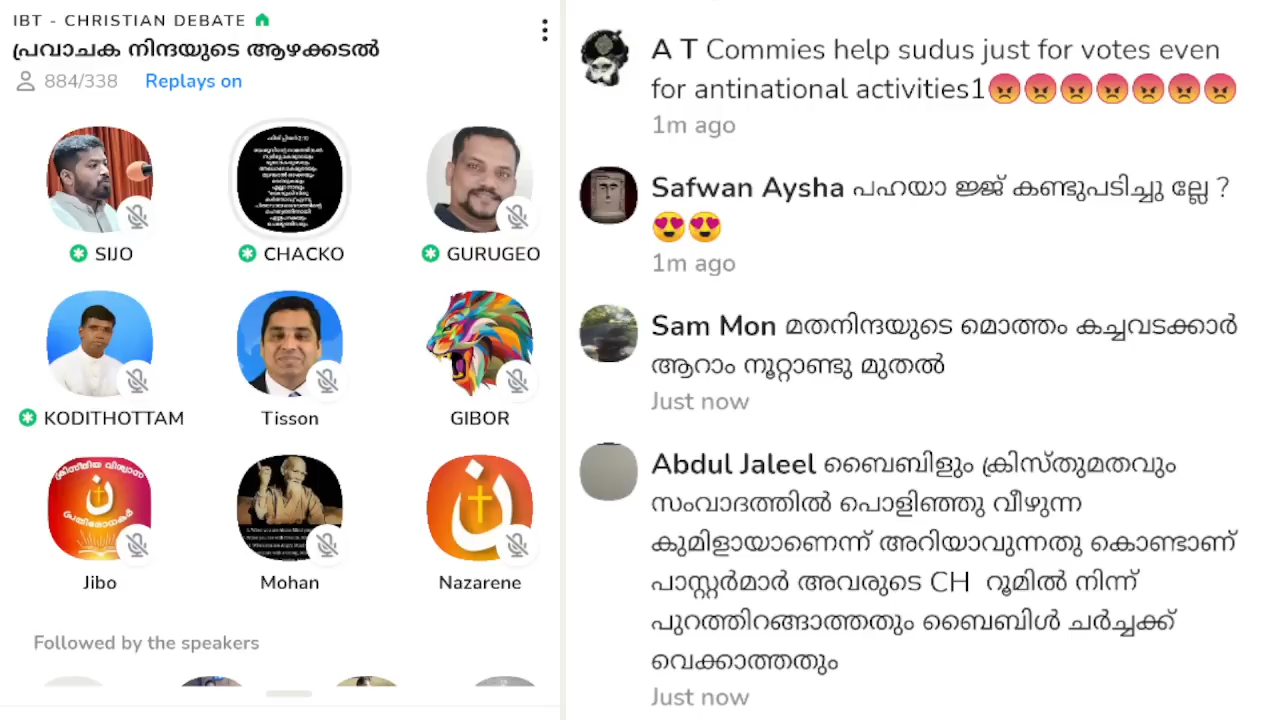 IBT - CHRISTIAN DEBATE
പ്രവാചക നിന്ദയുടെ ആഴക്കടൽ
884/338 Replays on
SIJO
CHACKO
GURUGEO
KODITHOTTAM
Tisson
GIBOR
Jibo
Mohan
Nazarene
Followed by the speakers
A T Commies help sudus just for votes even
for antinational activities1😡😡😡😡😡😡😡
1m ago
Safwan Aysha പഹയാ ഇജ്ജ് കണ്ടുപടിച്ചു ല്ലേ ?
😍😍
1m ago
Sam Mon മതനിന്ദയുടെ മൊത്തം കച്ചവടക്കാർ
ആറാം നൂറ്റാണ്ടു മുതൽ
Just now
Abdul Jaleel ബൈബിളും ക്രിസ്തുമതവും
സംവാദത്തിൽ പൊളിഞ്ഞു വീഴുന്ന
കുമിളായാണെന്ന് അറിയാവുന്നതു കൊണ്ടാണ്
പാസ്റ്റർമാർ അവരുടെ CH റൂമിൽ നിന്ന്
പുറത്തിറങ്ങാത്തതും ബൈബിൾ ചർച്ചക്ക്
വെക്കാത്തതും
Just now